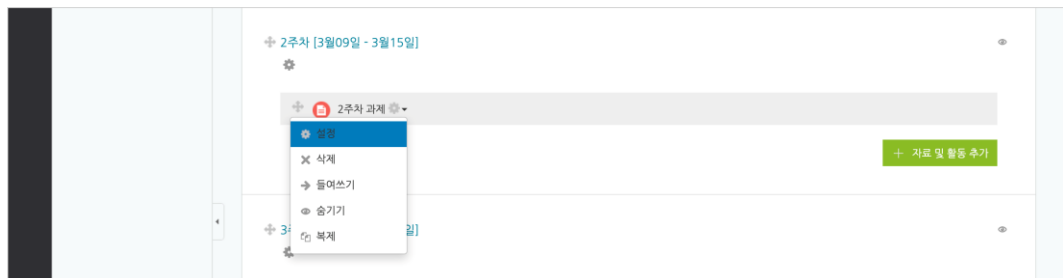 2주차 [3월09일 - 3월15일]
2주차 과제
설정
삭제
+ 자료 및 활동 추가
들여쓰기
숨기기
3 일]
복제